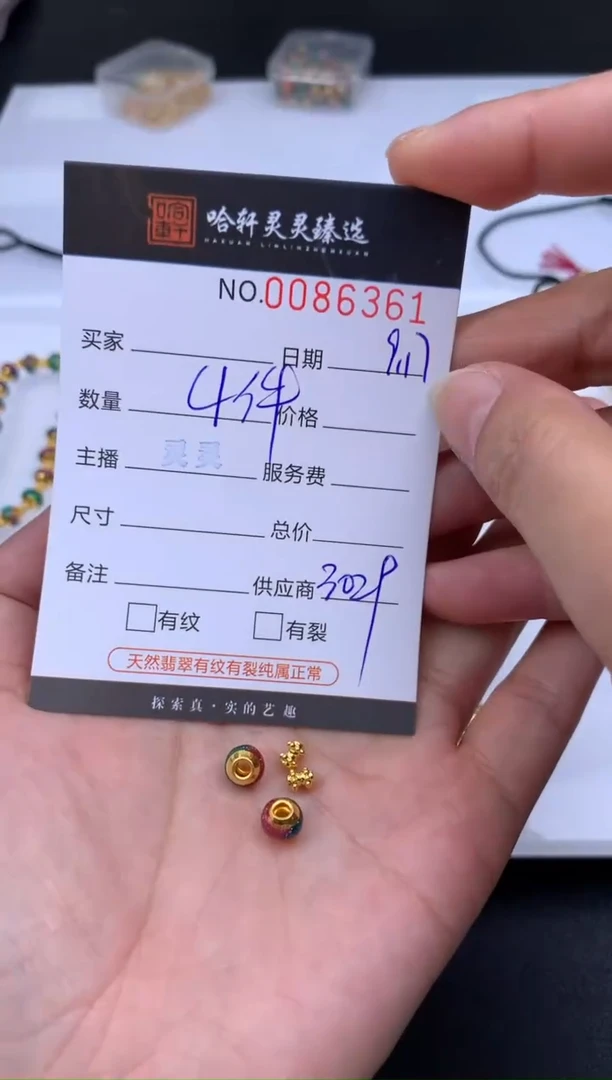 哈轩灵灵臻选
HAXUAN LINLINZHENXUAN
NO.0086361
买家 日期 9.17
数量 4件 价格
主播 灵灵 服务费
尺寸 总价
备注 供应商 3029
有纹 有裂
天然翡翠有纹有裂纯属正常
探索真·实的艺趣